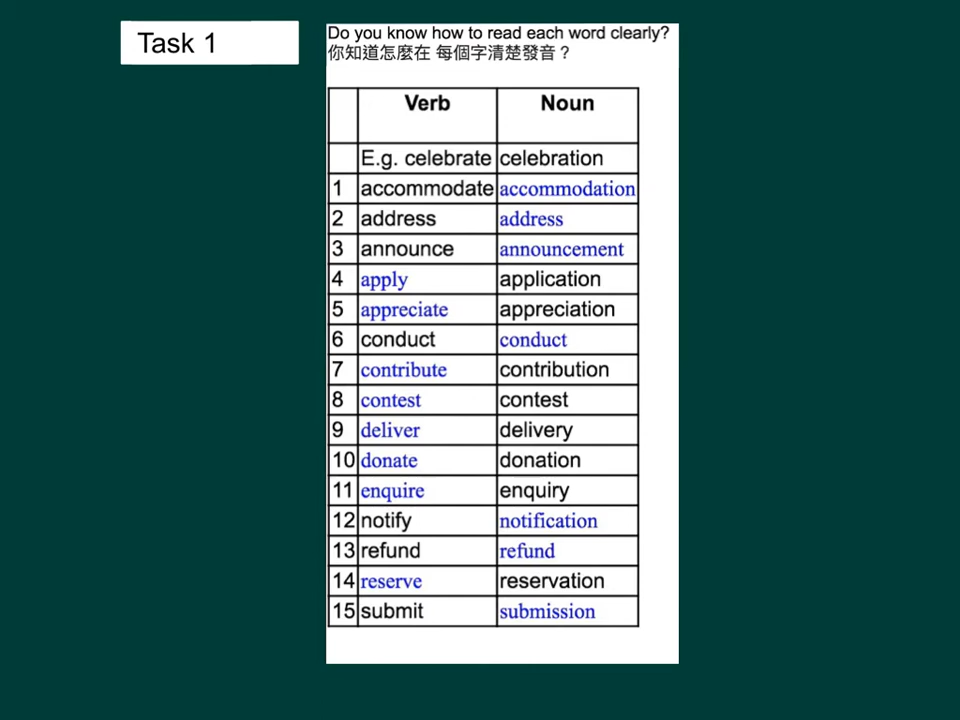 Task 1
Do you know how to read each word clearly?
你知道怎麼在 每個字清楚發音？
Verb Noun
E.g. celebrate celebration
1 accommodate accommodation
2 address address
3 announce announcement
4 apply application
5 appreciate appreciation
6 conduct conduct
7 contribute contribution
8 contest contest
9 deliver delivery
10 donate donation
11 enquire enquiry
12 notify notification
13 refund refund
14 reserve reservation
15 submit submission